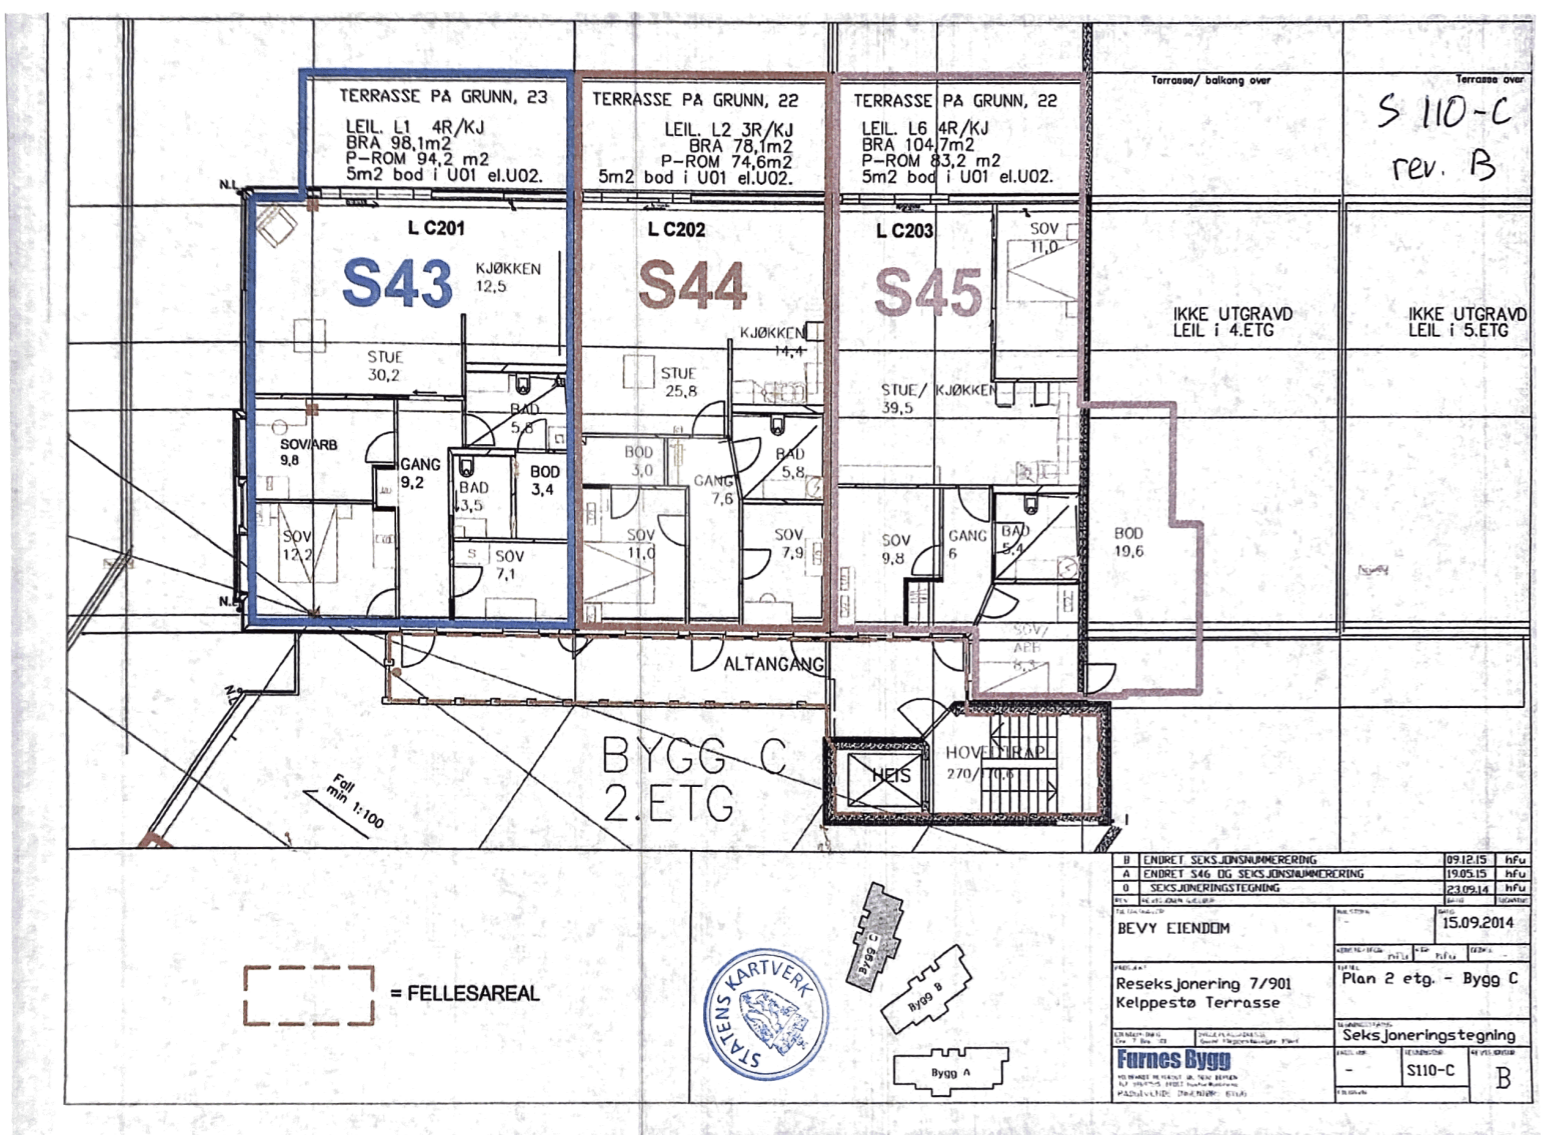 Terrasse/ balkong over
Terrasse over
S 110-C
rev. B
TERRASSE PÅ GRUNN, 23
LEIL. L1 4R/KJ
BRA 98,1m2
P-ROM 94,2 m2
5m2 bod i U01 el.U02.
TERRASSE PÅ GRUNN, 22
LEIL. L2 3R/KJ
BRA 78,1m2
P-ROM 74,6m2
5m2 bod i U01 el.U02.
TERRASSE PÅ GRUNN, 22
LEIL. L6 4R/KJ
BRA 104,7m2
P-ROM 83,2 m2
5m2 bod i U01 el.U02.
L C201
S43
KJØKKEN
12,5
STUE
30,2
BAD
5,8
SOV/ARB
9,8
GANG
9,2
BAD
3,5
BOD
3,4
SOV
12,2
S
SOV
7,1
L C202
S44
KJØKKEN
14,4
STUE
25,8
BOD
3,0
GANG
7,6
BAD
5,8
SOV
11,0
SOV
7,9
L C203
S45
SOV
11,0
STUE/ KJØKKEN
39,5
SOV
9,8
GANG
6
BAD
5,4
SOV/
ARB
8,3
BOD
19,6
IKKE UTGRAVD
LEIL i 4.ETG
IKKE UTGRAVD
LEIL i 5.ETG
ALTANGANG
HEIS
HOVEDTRAP
BYGG C
2.ETG
Fall
min 1:100
= FELLESAREAL
STATENS KARTVERK
Bygg C
Bygg B
Bygg A
B ENDRET SEKSJONSNUMMERERING 09.12.15 hfu
A ENDRET S46 OG SEKSJONSNUMMERERING 19.05.15 hfu
0 SEKSJONERINGSTEGNING 23.09.14 hfu
BEVY EIENDOM
-
15.09.2014
Reseksjonering 7/901
Kelppestø Terrasse
Plan 2 etg. - Bygg C
Seksjoneringstegning
Furnes Bygg
-
S110-C
B